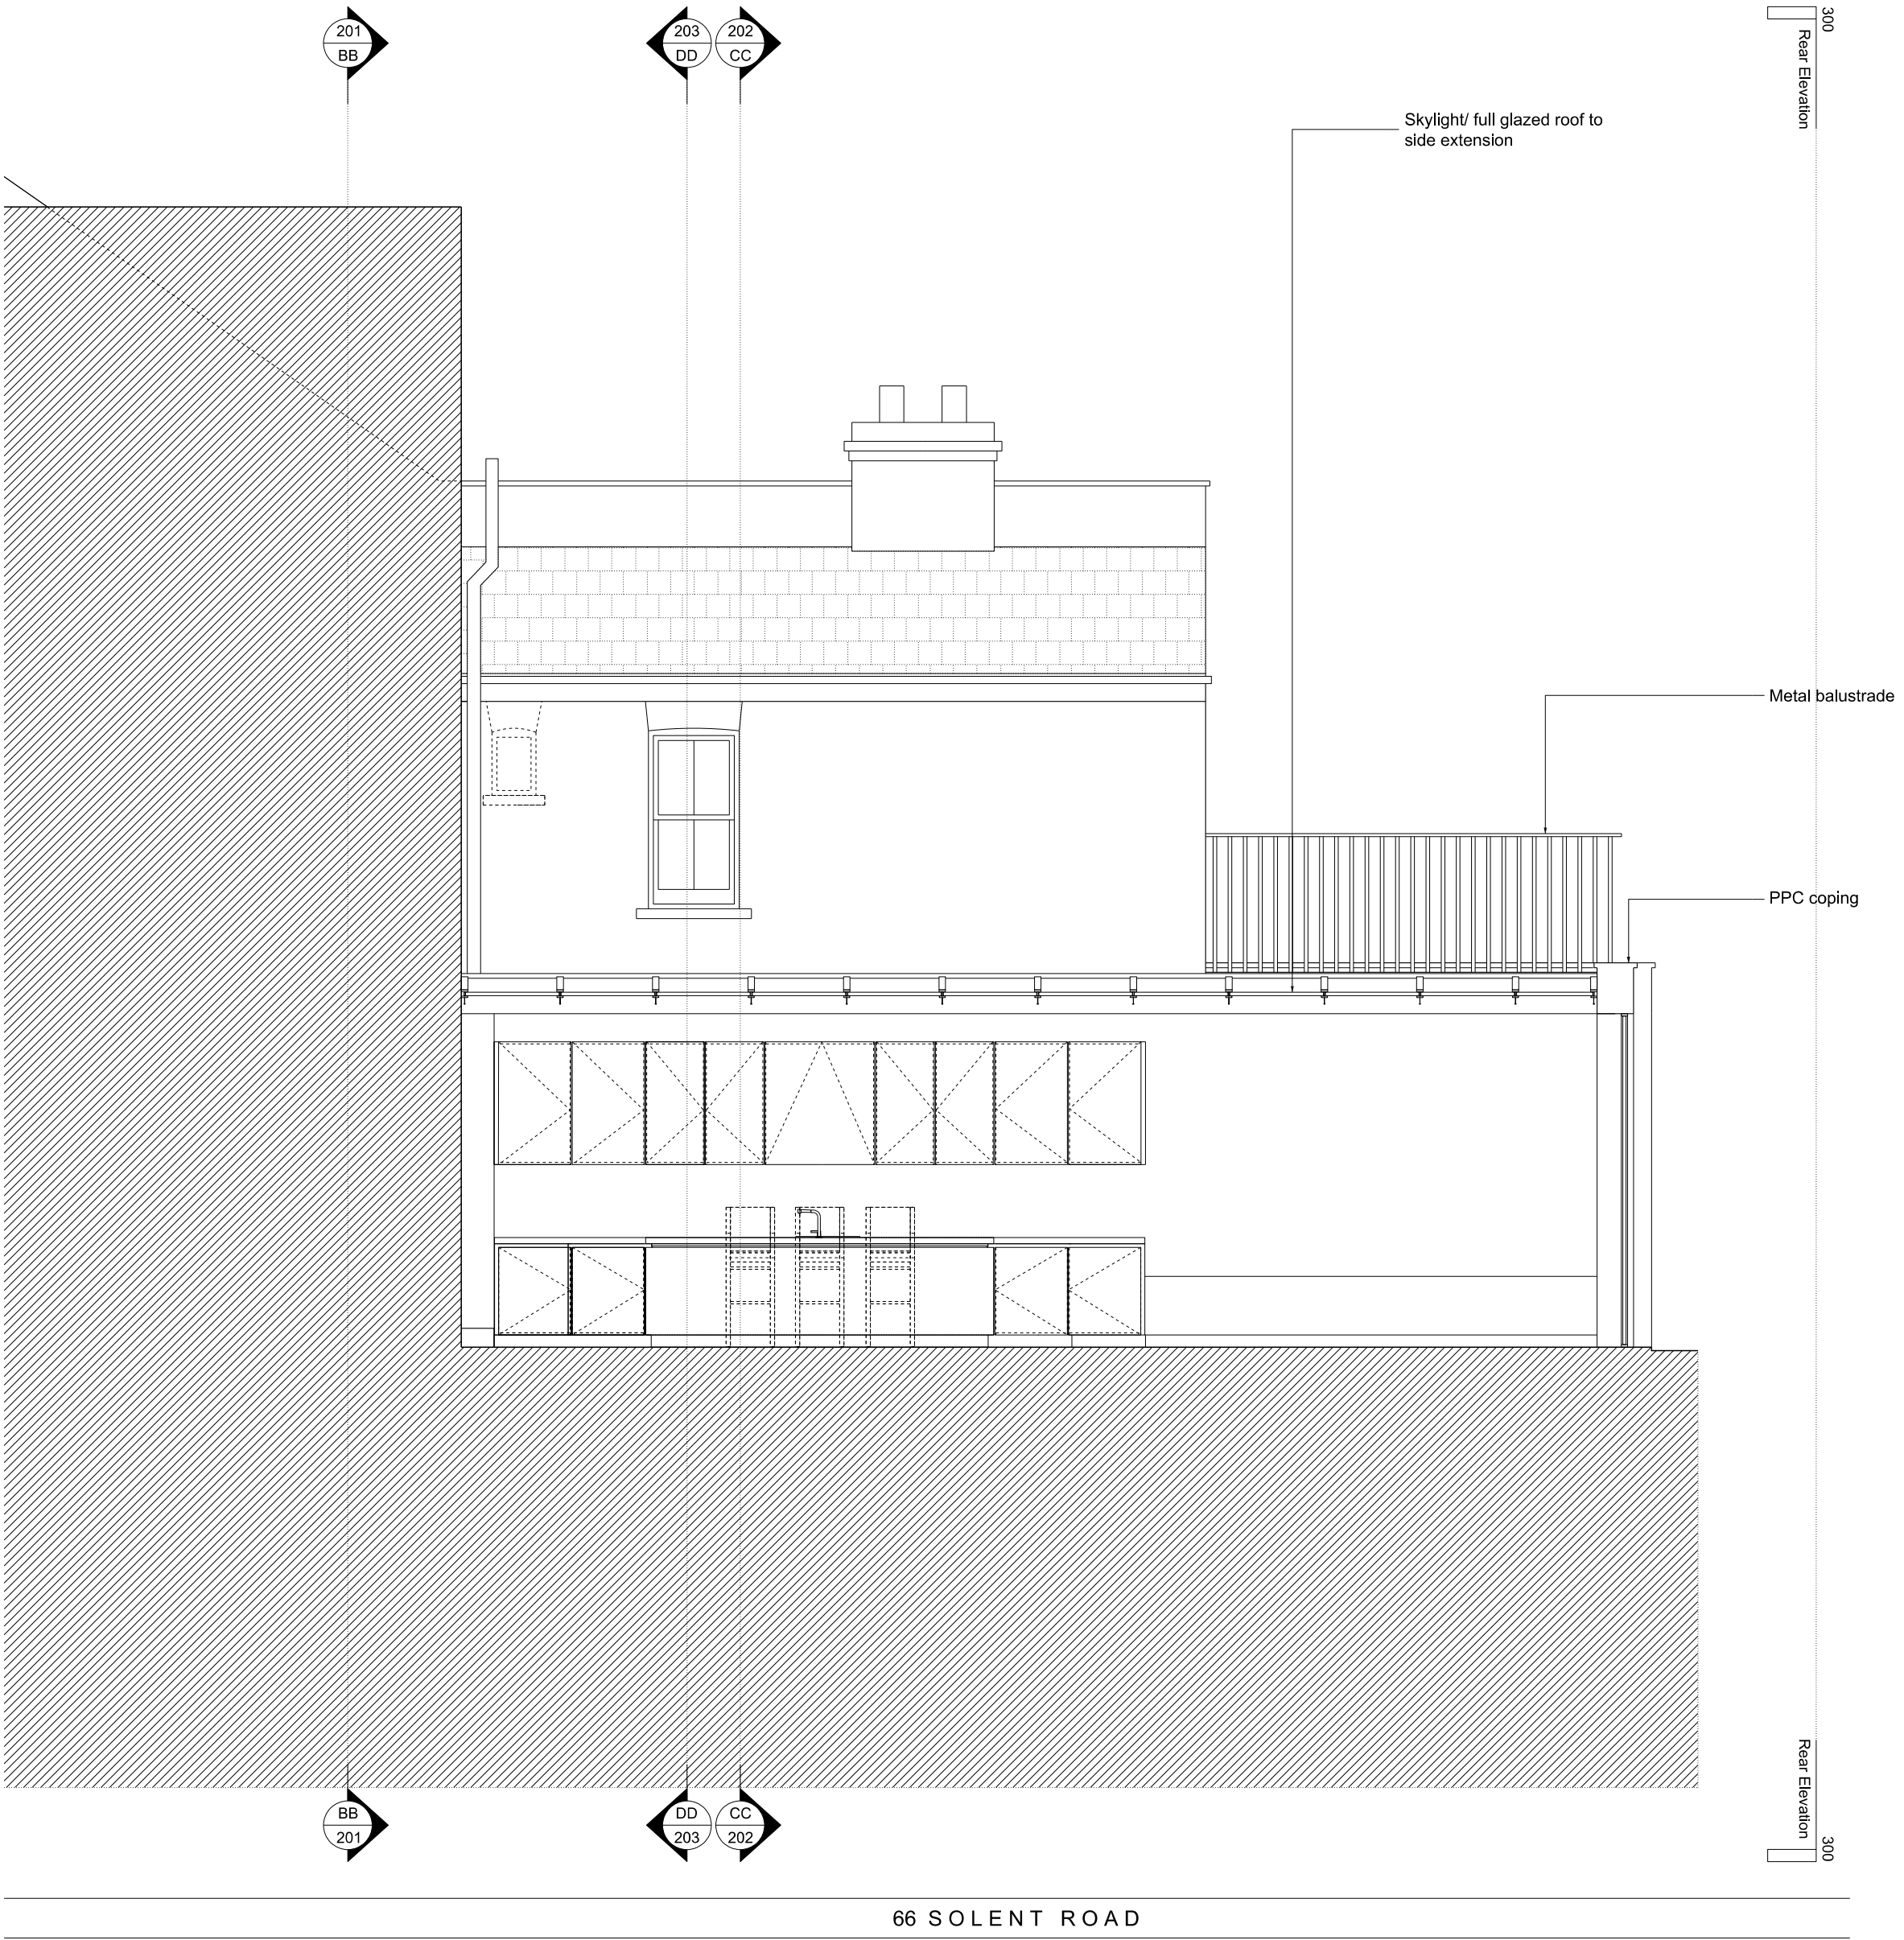 201
BB
203
DD
202
CC
300
Rear Elevation
Skylight/ full glazed roof to
side extension
Metal balustrade
PPC coping
BB
201
DD
203
CC
202
Rear Elevation
300
66 SOLENT ROAD